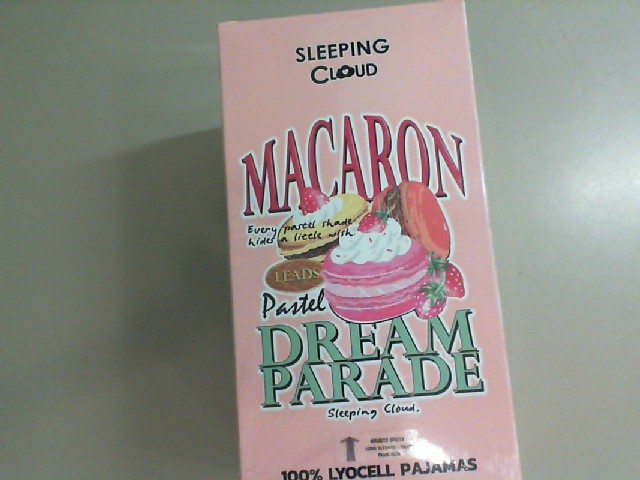 SLEEPING
CLOUD
MACARON
Every pastel shade
hides a little wish.
LEADS
Pastel
DREAM
PARADE
Sleeping Cloud.
100% LYOCELL PAJAMAS